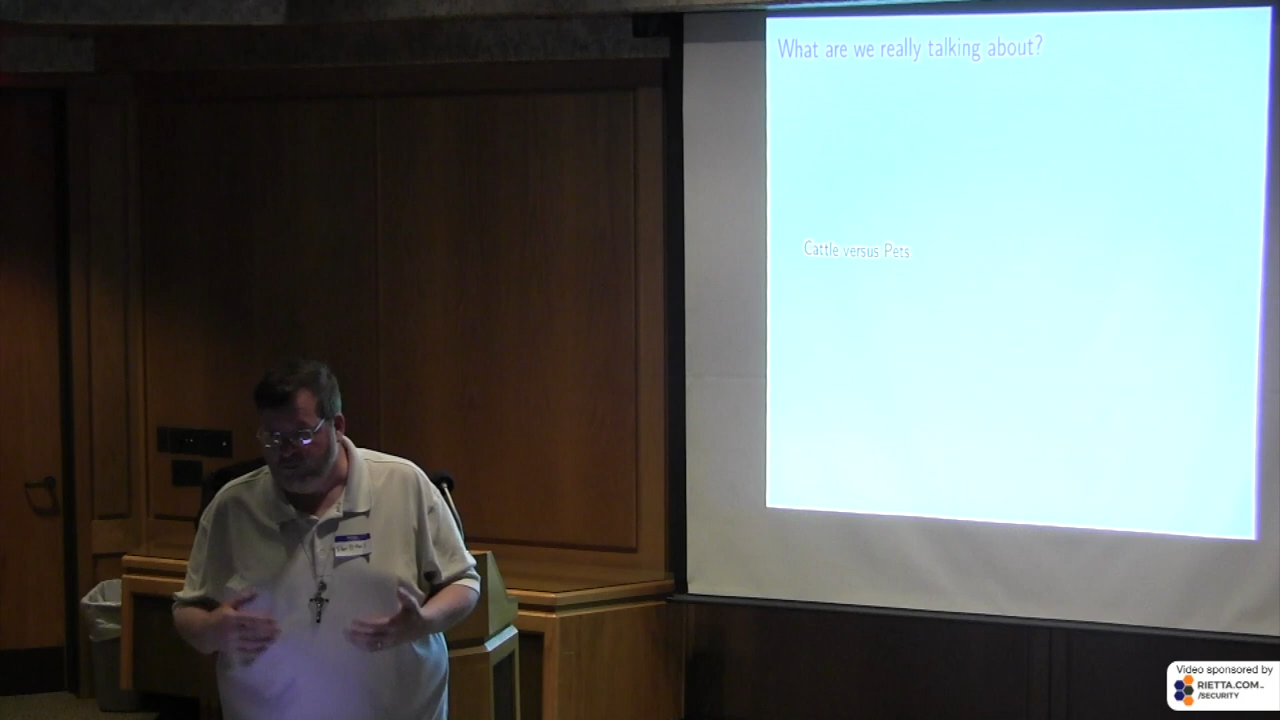 What are we really talking about?
Cattle versus Pets
Video sponsored by
RIETTA.COM
/SECURITY